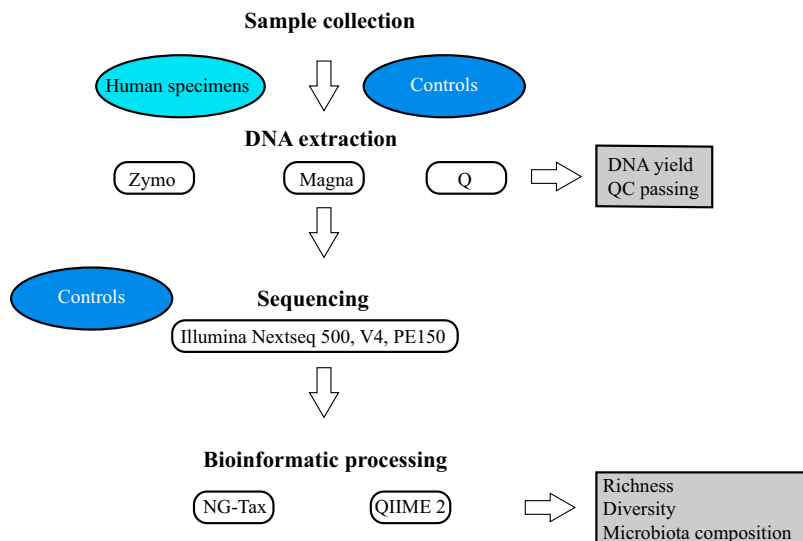 Sample collection
Human specimens
Controls
DNA extraction
Zymo
Magna
Q
DNA yield
QC passing
Controls
Sequencing
Illumina Nextseq 500, V4, PE150
Bioinformatic processing
NG-Tax
QIIME 2
Richness
Diversity
Microbiota composition